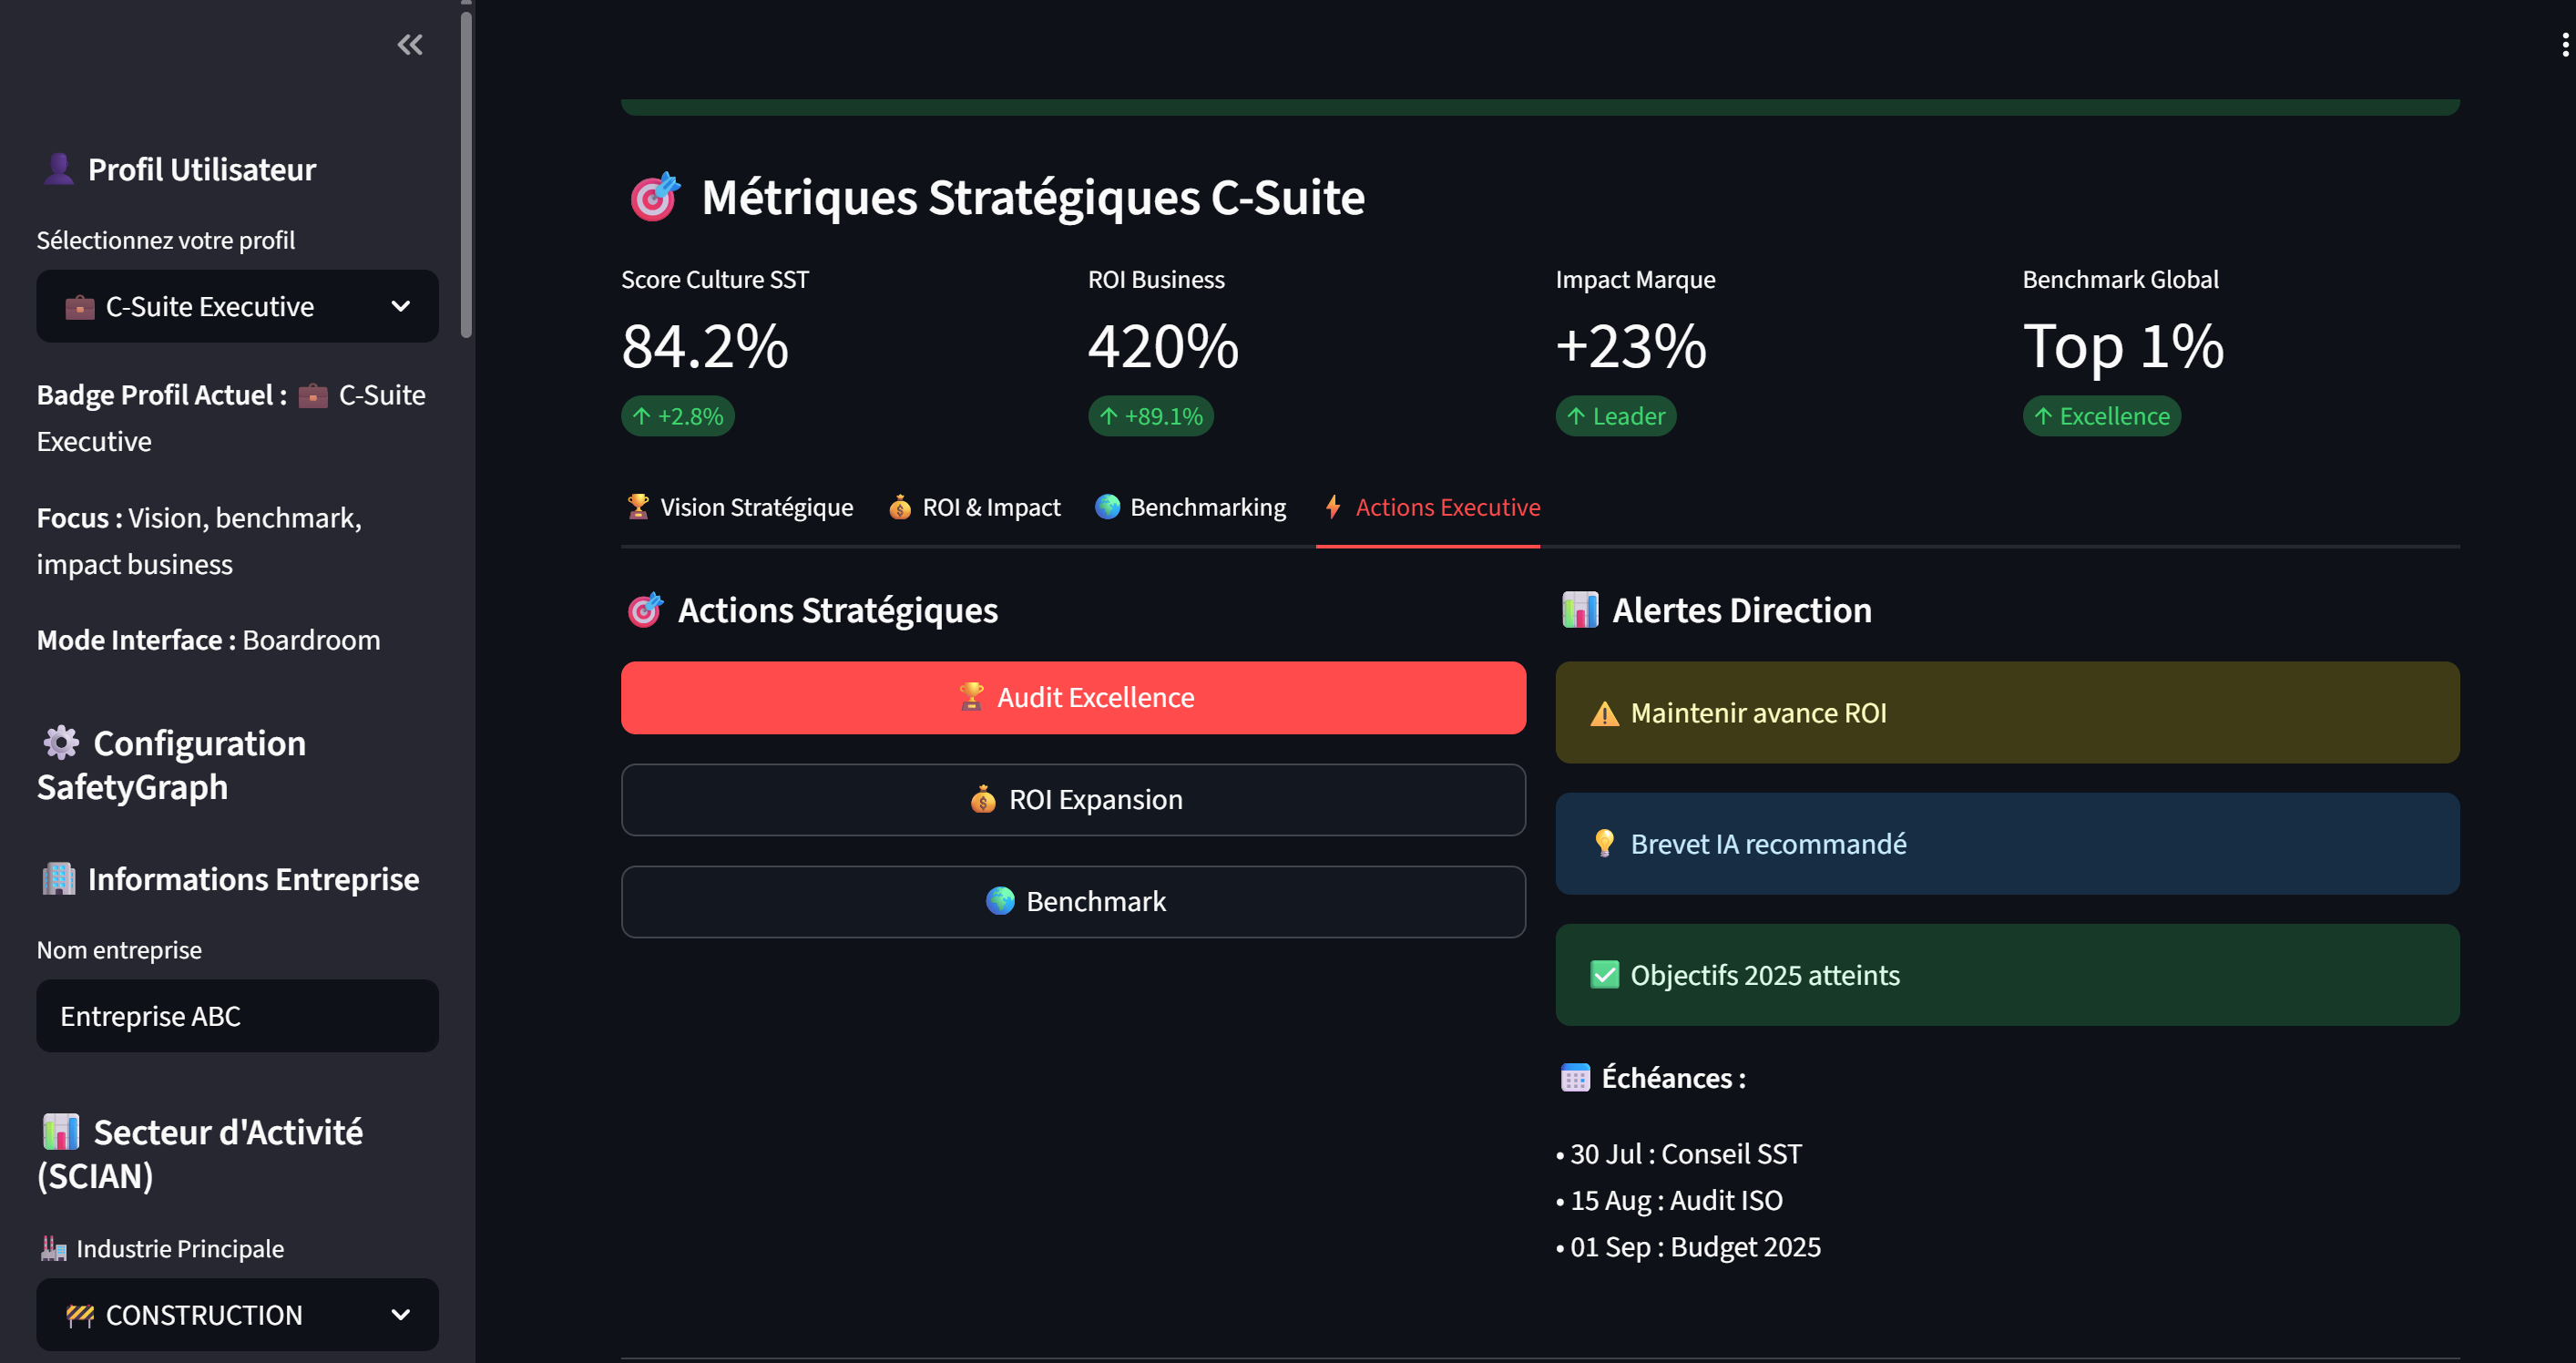 Profil Utilisateur
Sélectionnez votre profil
C-Suite Executive
Badge Profil Actuel : C-Suite
Executive
Focus : Vision, benchmark,
impact business
Mode Interface : Boardroom
Configuration
SafetyGraph
Informations Entreprise
Nom entreprise
Entreprise ABC
Secteur d'Activité
(SCIAN)
Industrie Principale
CONSTRUCTION
Métriques Stratégiques C-Suite
Score Culture SST
84.2%
↑ +2.8%
ROI Business
420%
↑ +89.1%
Impact Marque
+23%
↑ Leader
Benchmark Global
Top 1%
↑ Excellence
Vision Stratégique
ROI & Impact
Benchmarking
Actions Executive
Actions Stratégiques
Audit Excellence
ROI Expansion
Benchmark
Alertes Direction
Maintenir avance ROI
Brevet IA recommandé
Objectifs 2025 atteints
Échéances :
• 30 Jul : Conseil SST
• 15 Aug : Audit ISO
• 01 Sep : Budget 2025